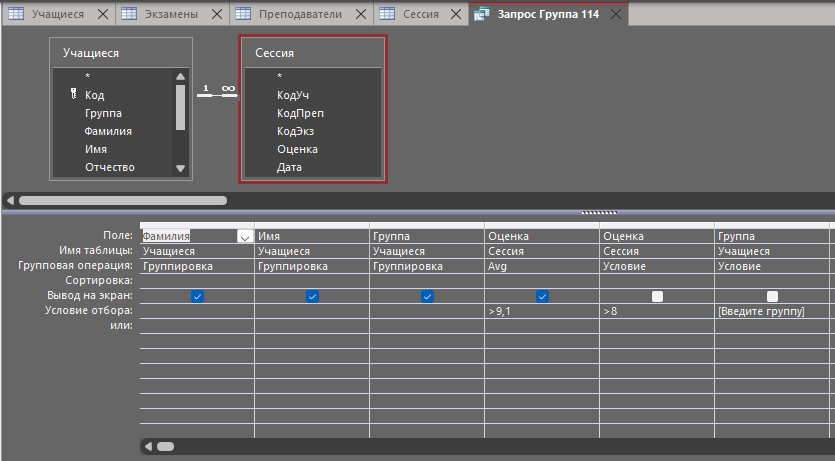 Учащиеся Экзамены Преподаватели Сессия Запрос Группа 114
Учащиеся
*
Код
Группа
Фамилия
Имя
Отчество
1 ∞
Сессия
*
КодУч
КодПреп
КодЭкз
Оценка
Дата
Поле: Фамилия Имя Группа Оценка Оценка Группа
Имя таблицы: Учащиеся Учащиеся Учащиеся Сессия Сессия Учащиеся
Групповая операция: Группировка Группировка Группировка Avg Условие Условие
Сортировка:
Вывод на экран:
Условие отбора: >9,1 >8 [Введите группу]
или: